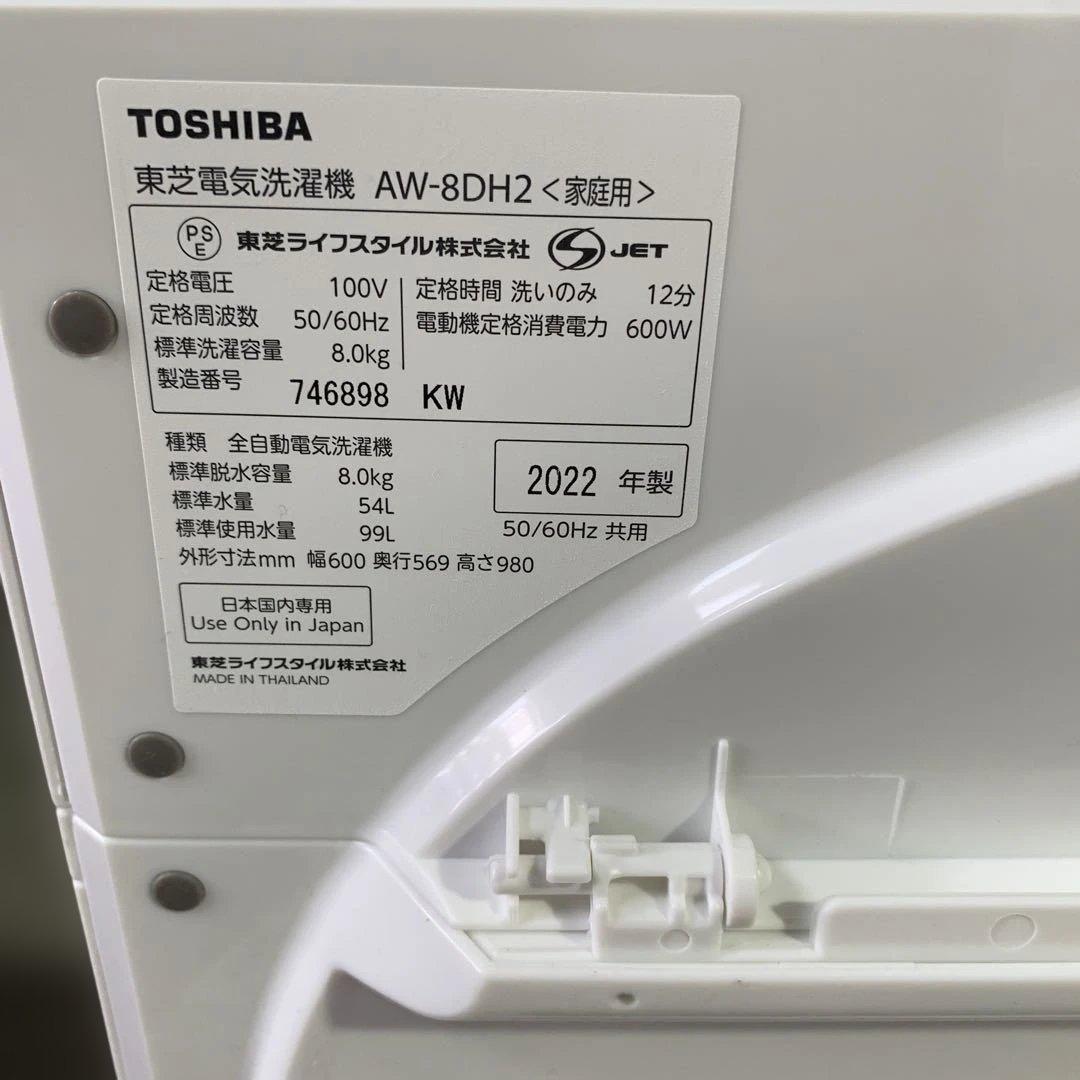 TOSHIBA
東芝電気洗濯機 AW-8DH2<家庭用>
PSE 東芝ライフスタイル株式会社 S JET
定格電圧 100V 定格時間 洗いのみ 12分
定格周波数 50/60Hz 電動機定格消費電力 600W
標準洗濯容量 8.0kg
製造番号 746898 KW
種類 全自動電気洗濯機
標準脱水容量 8.0kg
2022 年製
標準水量 54L
標準使用水量 99L
50/60Hz 共用
外形寸法mm 幅600 奥行569 高さ980
日本国内専用
Use Only in Japan
東芝ライフスタイル株式会社
MADE IN THAILAND